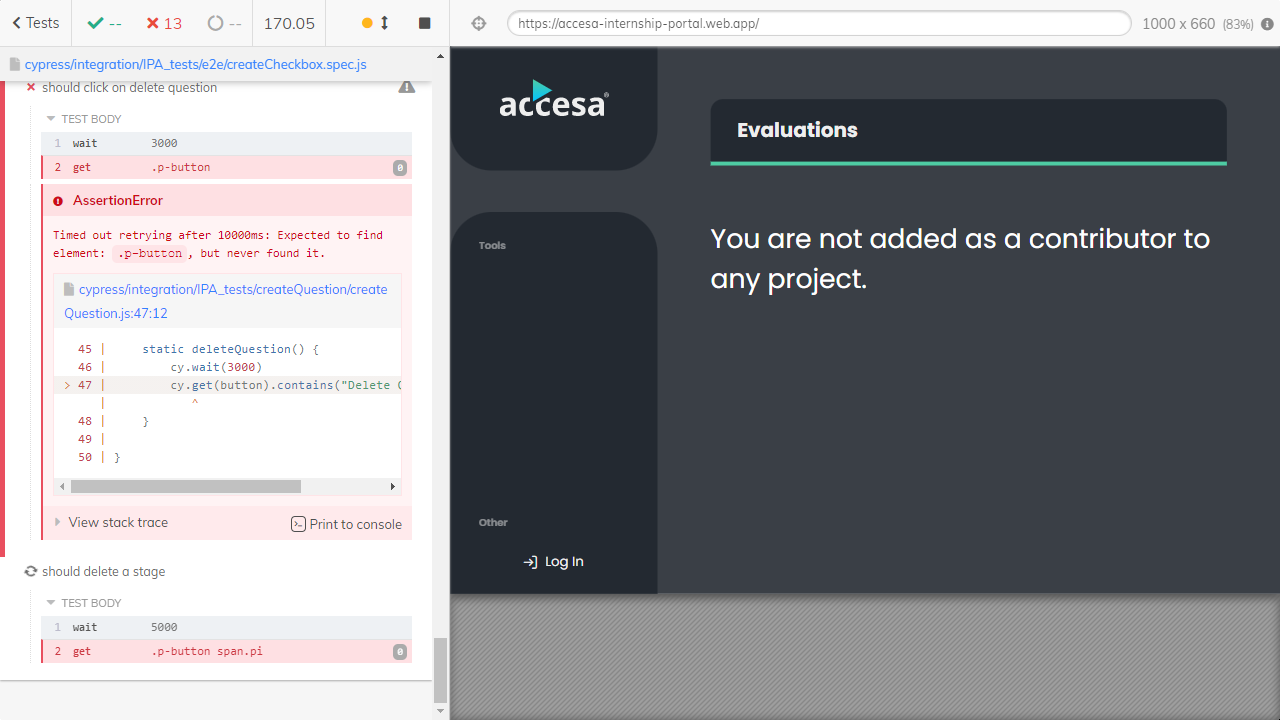 Tests
--
13
--
170.05
https://accesa-internship-portal.web.app/
1000 x 660 (83%)
cypress/integration/IPA_tests/e2e/createCheckbox.spec.js
should click on delete question
TEST BODY
1 wait 3000
2 get .p-button 0
AssertionError
Timed out retrying after 10000ms: Expected to find
element: .p-button, but never found it.
cypress/integration/IPA_tests/createQuestion/create
Question.js:47:12
45 | static deleteQuestion() {
46 | cy.wait(3000)
> 47 | cy.get(button).contains("Delete
| ^
48 | }
49 |
50 | }
View stack trace
Print to console
should delete a stage
TEST BODY
1 wait 5000
2 get .p-button span.pi 0
accesa®
Tools
Other
Log In
Evaluations
You are not added as a contributor to
any project.